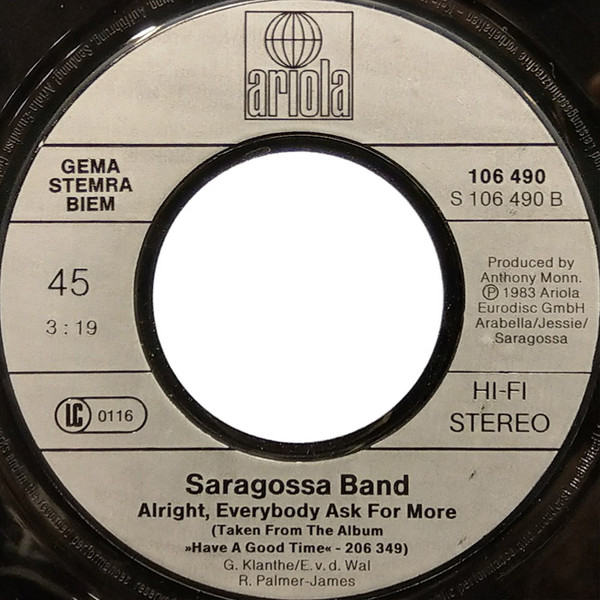 ariola
GEMA
STEMRA
BIEM
106 490
S 106 490 B
45
3 : 19
Produced by
Anthony Monn.
Ⓟ 1983 Ariola
Eurodisc GmbH
Arabella/Jessie/
Saragossa
LC 0116
HI-FI
STEREO
Saragossa Band
Alright, Everybody Ask For More
(Taken From The Album
»Have A Good Time« - 206 349)
G. Klanthe/E. v. d. Wal
R. Palmer-James